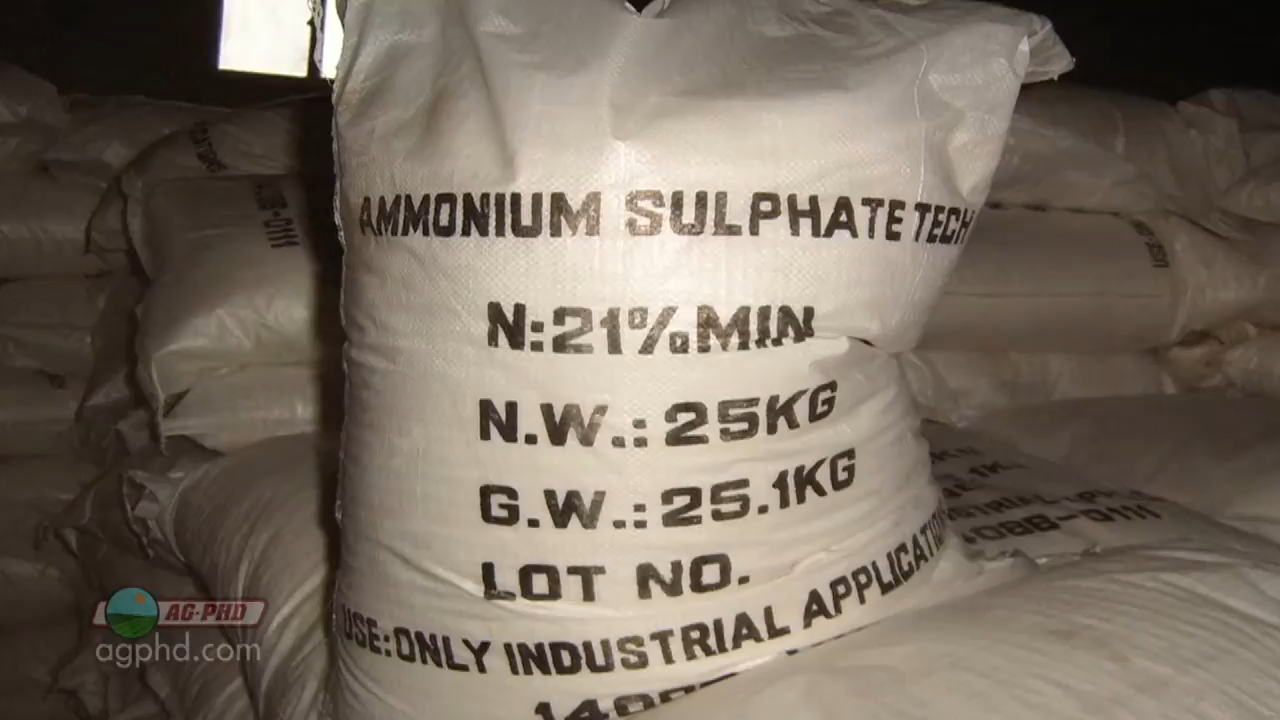 AMMONIUM SULPHATE TECH
N:21%MIN
N.W.:25KG
G.W.:25.1KG
LOT NO.
USE:ONLY INDUSTRIAL APPLICATION
AG-PHD
agphd.com